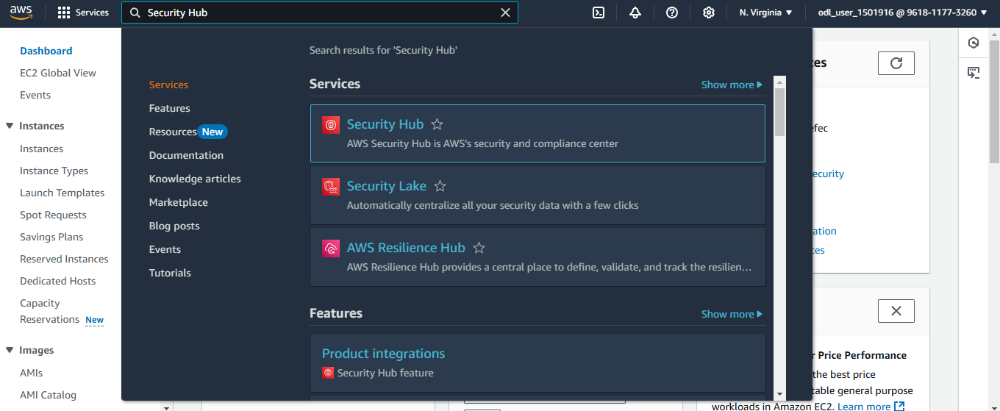 aws
Services
Security Hub
N. Virginia
odl_user_1501916 @ 9618-1177-3260
Dashboard
EC2 Global View
Events
Instances
Instances
Instance Types
Launch Templates
Spot Requests
Savings Plans
Reserved Instances
Dedicated Hosts
Capacity
Reservations New
Images
AMIs
AMI Catalog
Search results for 'Security Hub'
Services
Features
Resources New
Documentation
Knowledge articles
Marketplace
Blog posts
Events
Tutorials
Services
Show more
Security Hub
AWS Security Hub is AWS's security and compliance center
Security Lake
Automatically centralize all your security data with a few clicks
AWS Resilience Hub
AWS Resilience Hub provides a central place to define, validate, and track the resilien...
Features
Show more
Product integrations
Security Hub feature
es
efec
ecurity
ation
es
r Price Performance
the best price
table general purpose
workloads in Amazon EC2. Learn more